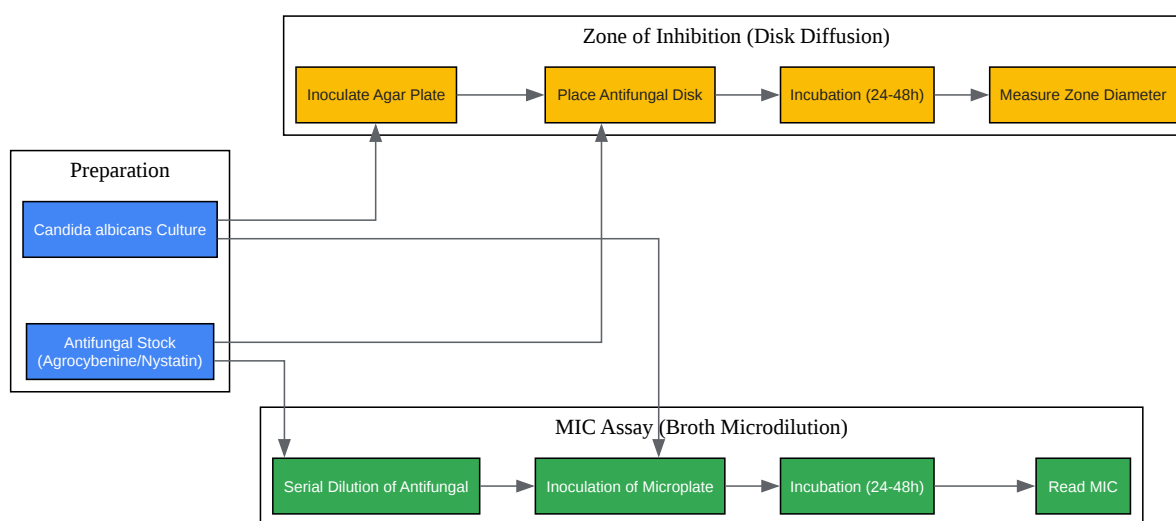 Zone of Inhibition (Disk Diffusion)
Inoculate Agar Plate
Place Antifungal Disk
Incubation (24-48h)
Measure Zone Diameter
Preparation
Candida albicans Culture
Antifungal Stock
(Agrocybenine/Nystatin)
MIC Assay (Broth Microdilution)
Serial Dilution of Antifungal
Inoculation of Microplate
Incubation (24-48h)
Read MIC